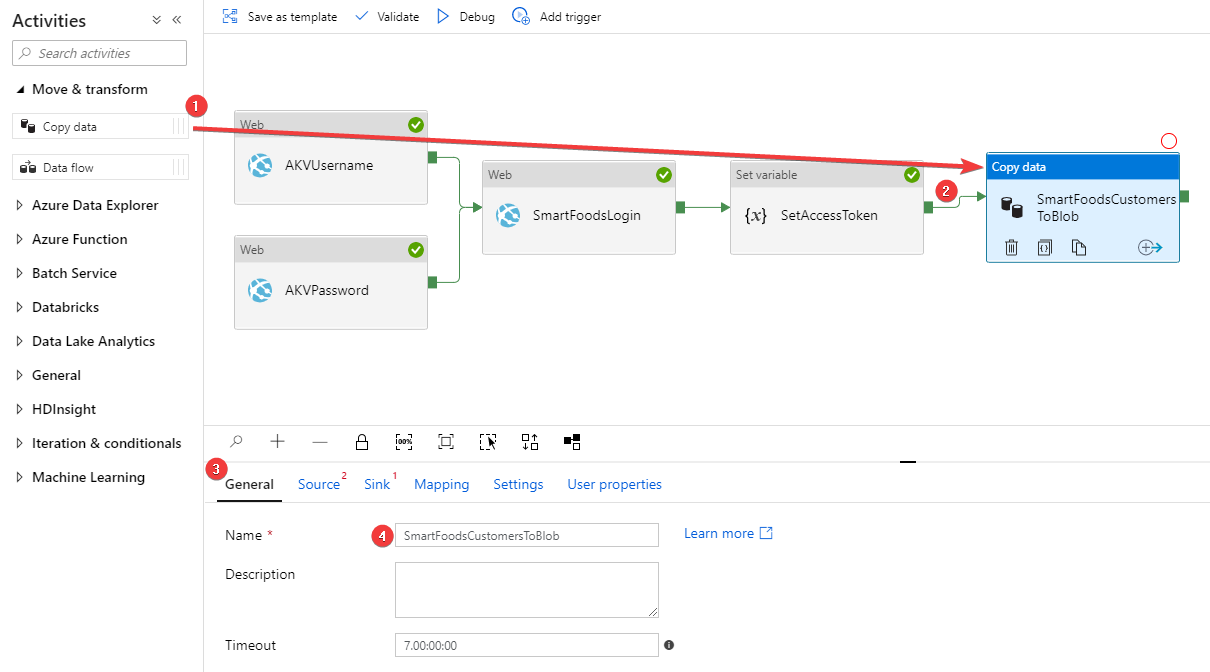 Activities
Search activities
Move & transform
Copy data
Data flow
Azure Data Explorer
Azure Function
Batch Service
Databricks
Data Lake Analytics
General
HDInsight
Iteration & conditionals
Machine Learning
Save as template Validate Debug Add trigger
1
Web
AKVUsername
Web
AKVPassword
Web
SmartFoodsLogin
Set variable
{x} SetAccessToken
2
Copy data
SmartFoodsCustomers
ToBlob
100%
3
General Source 2 Sink 1 Mapping Settings User properties
Name * 4 SmartFoodsCustomersToBlob Learn more
Description
Timeout 7.00:00:00